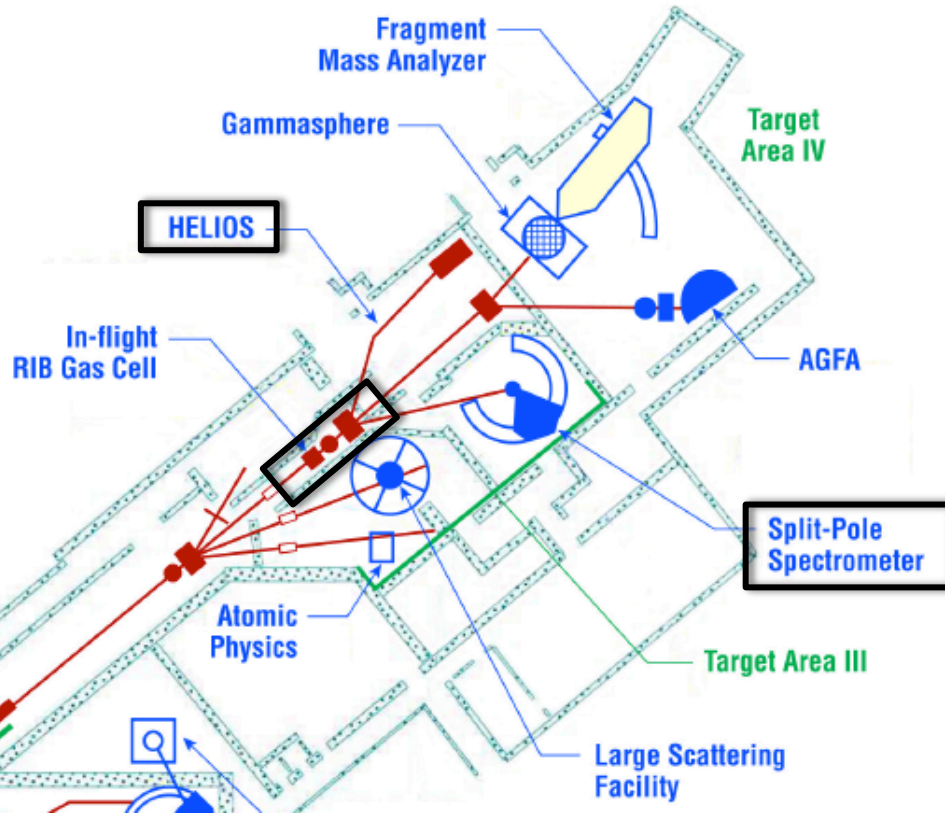 Fragment
Mass Analyzer
Gammasphere
Target
Area IV
HELIOS
In-flight
RIB Gas Cell
AGFA
Split-Pole
Spectrometer
Atomic
Physics
Target Area III
Large Scattering
Facility